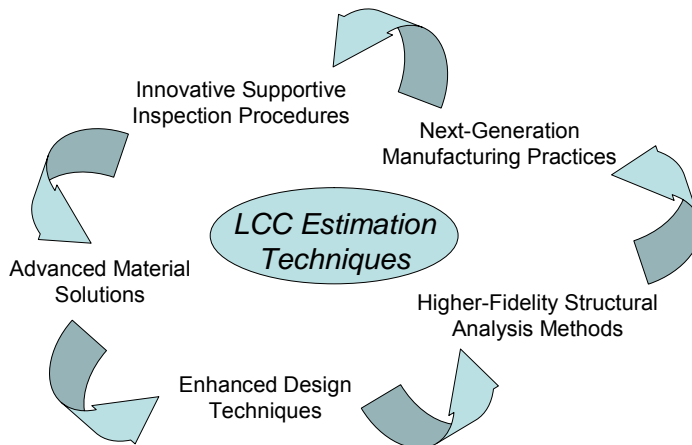 Innovative Supportive
Inspection Procedures
Next-Generation
Manufacturing Practices
LCC Estimation
Techniques
Advanced Material
Solutions
Higher-Fidelity Structural
Analysis Methods
Enhanced Design
Techniques